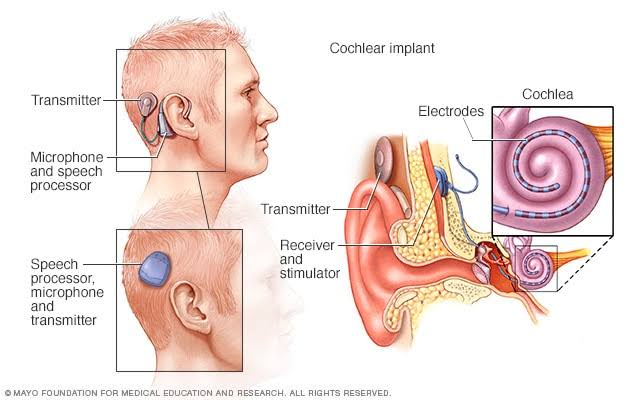 Cochlear implant
Transmitter
Microphone
and speech
processor
Speech
processor,
microphone
and
transmitter
Cochlea
Electrodes
Transmitter
Receiver
and
stimulator
© MAYO FOUNDATION FOR MEDICAL EDUCATION AND RESEARCH. ALL RIGHTS RESERVED.